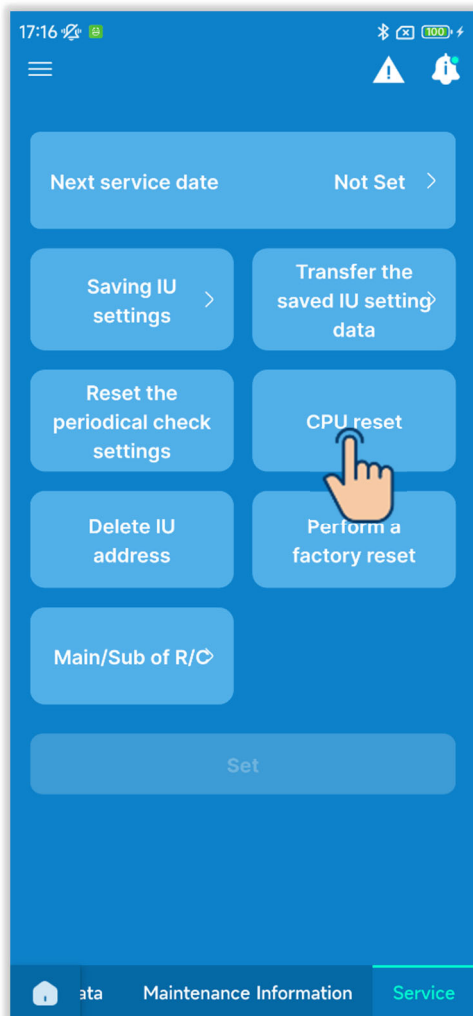 17:16
100
Next service date Not Set
Saving IU
settings
Transfer the
saved IU setting
data
Reset the
periodical check
settings
CPU reset
Delete IU
address
Perform a
factory reset
Main/Sub of R/C
Set
ata Maintenance Information Service